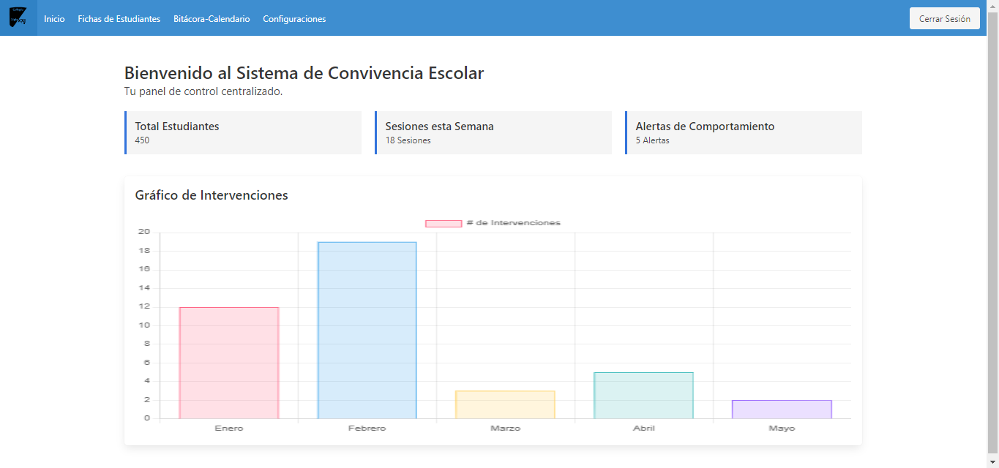 Inicio Fichas de Estudiantes Bitácora-Calendario Configuraciones Cerrar Sesión
Bienvenido al Sistema de Convivencia Escolar
Tu panel de control centralizado.
Total Estudiantes
450
Sesiones esta Semana
18 Sesiones
Alertas de Comportamiento
5 Alertas
Gráfico de Intervenciones
# de Intervenciones
20
18
16
14
12
10
8
6
4
2
0
Enero Febrero Marzo Abril Mayo